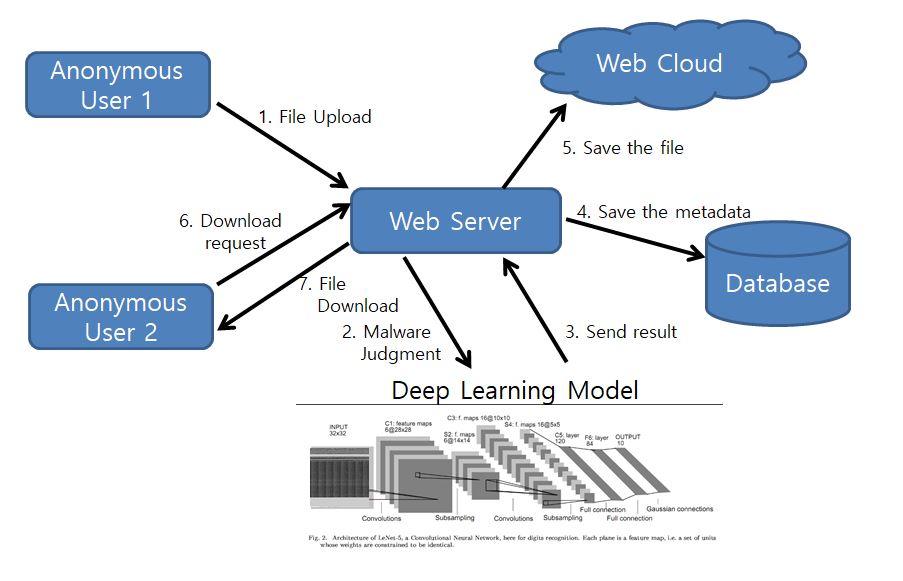 Anonymous
User 1
Web Cloud
1. File Upload
5. Save the file
6. Download
request
Web Server
4. Save the metadata
Anonymous
User 2
7. File
Download
Database
2. Malware
Judgment
3. Send result
Deep Learning Model
INPUT
32x32
C1: feature maps
6@28x28
C3: f. maps 16@10x10
S2: f. maps
6@14x14
S4: f. maps 16@5x5
C5: layer
120
F6: layer
84
OUTPUT
10
Convolutions
Subsampling
Convolutions
Subsampling
Full connection
Full connection
Gaussian connections
Fig. 2. Architecture of LeNet-5, a Convolutional Neural Network, here for digits recognition. Each plane is a feature map, i.e. a set of units
whose weights are constrained to be identical.